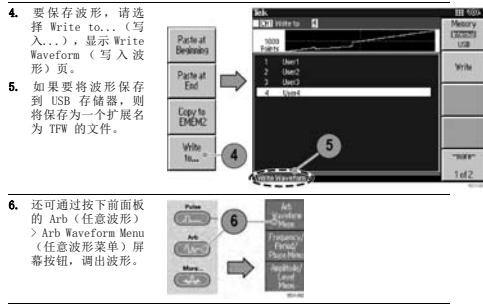 4. 要保存波形，请选
择 Write to...（写
入...），显示 Write
Waveform（写入波
形）页。
5. 如果要将波形保存
到 USB 存储器，则
将保存为一个扩展名
为 TFW 的文件。
Paste at
Beginning
Paste at
End
Copy to
EMEM2
Write
to...
4
Tek
Write to 4
1000
Points
1 User1
2 User2
3 User3
4 User4
Write Waveform
5
Memory
USB
Write
-more-
1 of 2
6. 还可通过按下前面板
的 Arb（任意波形）
> Arb Waveform Menu
（任意波形菜单）屏
幕按钮，调出波形。
Pulse
Arb
More...
6
Arb
Waveform
Menu
Frequency/
Period/
Phase Menu
Amplitude/
Level
Menu